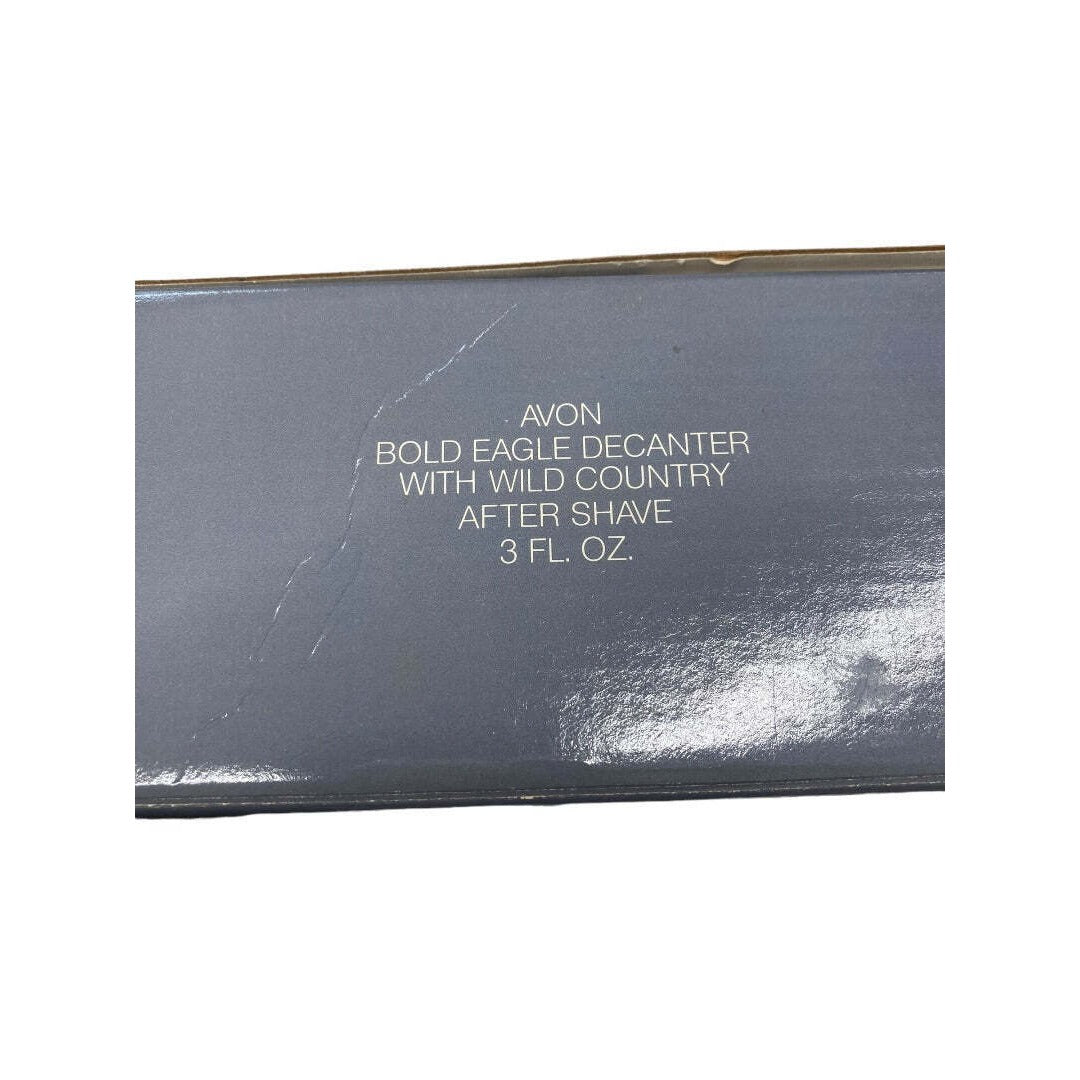 AVON
BOLD EAGLE DECANTER
WITH WILD COUNTRY
AFTER SHAVE
3 FL. OZ.